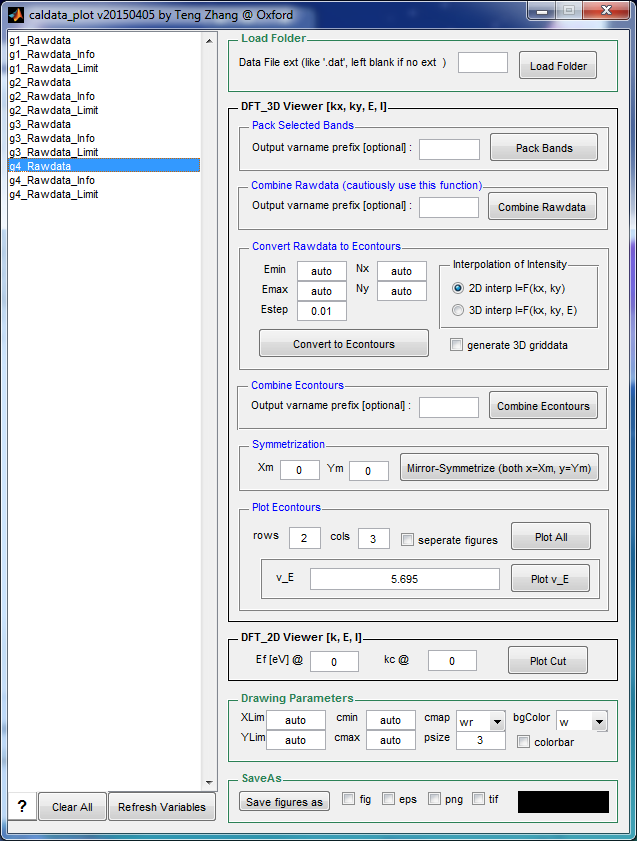 caldata_plot v20150405 by Teng Zhang @ Oxford
g1_Rawdata
g1_Rawdata_Info
g1_Rawdata_Limit
g2_Rawdata
g2_Rawdata_Info
g2_Rawdata_Limit
g3_Rawdata
g3_Rawdata_Info
g3_Rawdata_Limit
g4_Rawdata
g4_Rawdata_Info
g4_Rawdata_Limit
? Clear All Refresh Variables
Load Folder
Data File ext (like '.dat', left blank if no ext ) Load Folder
DFT_3D Viewer [kx, ky, E, I]
Pack Selected Bands
Output varname prefix [optional] : Pack Bands
Combine Rawdata (cautiously use this function)
Output varname prefix [optional] : Combine Rawdata
Convert Rawdata to Econtours
Emin auto Nx auto
Emax auto Ny auto
Estep 0.01
Interpolation of Intensity
2D interp I=F(kx, ky)
3D interp I=F(kx, ky, E)
Convert to Econtours generate 3D griddata
Combine Econtours
Output varname prefix [optional] : Combine Econtours
Symmetrization
Xm 0 Ym 0 Mirror-Symmetrize (both x=Xm, y=Ym)
Plot Econtours
rows 2 cols 3 seperate figures Plot All
v_E 5.695 Plot v_E
DFT_2D Viewer [k, E, I]
Ef [eV] @ 0 kc @ 0 Plot Cut
Drawing Parameters
XLim auto cmin auto cmap wr bgColor w
YLim auto cmax auto psize 3 colorbar
SaveAs
Save figures as fig eps png tif